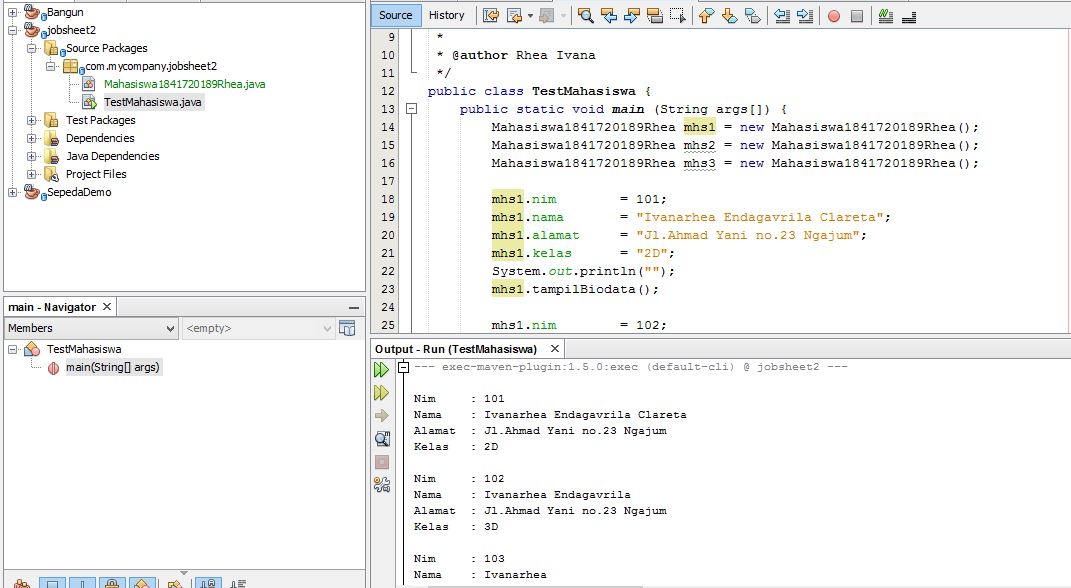 Bangun
jobsheet2
Source Packages
com.mycompany.jobsheet2
Mahasiswa1841720189Rhea.java
TestMahasiswa.java
Test Packages
Dependencies
Java Dependencies
Project Files
SepedaDemo
main - Navigator
Members
<empty>
TestMahasiswa
main(String[] args)
Source History
9 *
10 * @author Rhea Ivana
11 */
12 public class TestMahasiswa {
13 public static void main (String args[]) {
14 Mahasiswa1841720189Rhea mhs1 = new Mahasiswa1841720189Rhea();
15 Mahasiswa1841720189Rhea mhs2 = new Mahasiswa1841720189Rhea();
16 Mahasiswa1841720189Rhea mhs3 = new Mahasiswa1841720189Rhea();
17
18 mhs1.nim = 101;
19 mhs1.nama = "Ivanarhea Endagavrila Clareta";
20 mhs1.alamat = "Jl.Ahmad Yani no.23 Ngajum";
21 mhs1.kelas = "2D";
22 System.out.println("");
23 mhs1.tampilBiodata();
24
25 mhs1.nim = 102;
Output - Run (TestMahasiswa)
--- exec-maven-plugin:1.5.0:exec (default-cli) @ jobsheet2 ---
Nim : 101
Nama : Ivanarhea Endagavrila Clareta
Alamat : Jl.Ahmad Yani no.23 Ngajum
Kelas : 2D
Nim : 102
Nama : Ivanarhea Endagavrila
Alamat : Jl.Ahmad Yani no.23 Ngajum
Kelas : 3D
Nim : 103
Nama : Ivanarhea